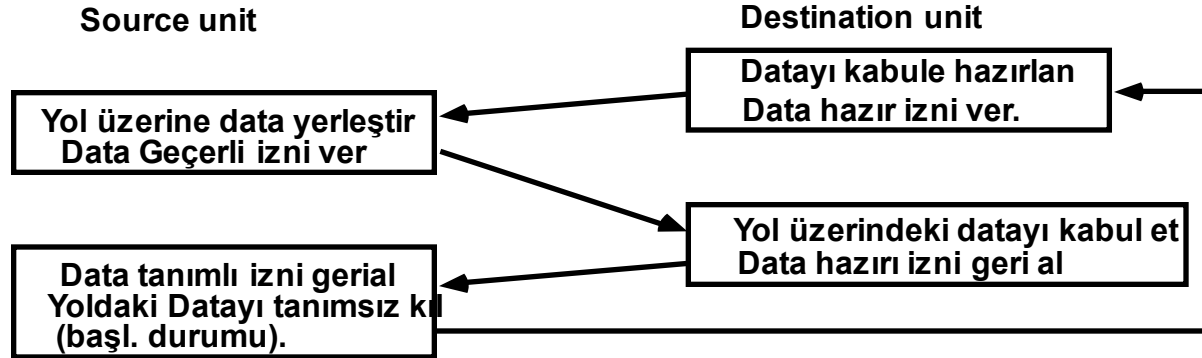 Source unit
Destination unit
Datayı kabule hazırlan
Data hazır izni ver.
Yol üzerine data yerleştir
Data Geçerli izni ver
Yol üzerindeki datayı kabul et
Data hazırı izni geri al
Data tanımlı izni gerial
Yoldaki Datayı tanımsız kıl
(başl. durumu).